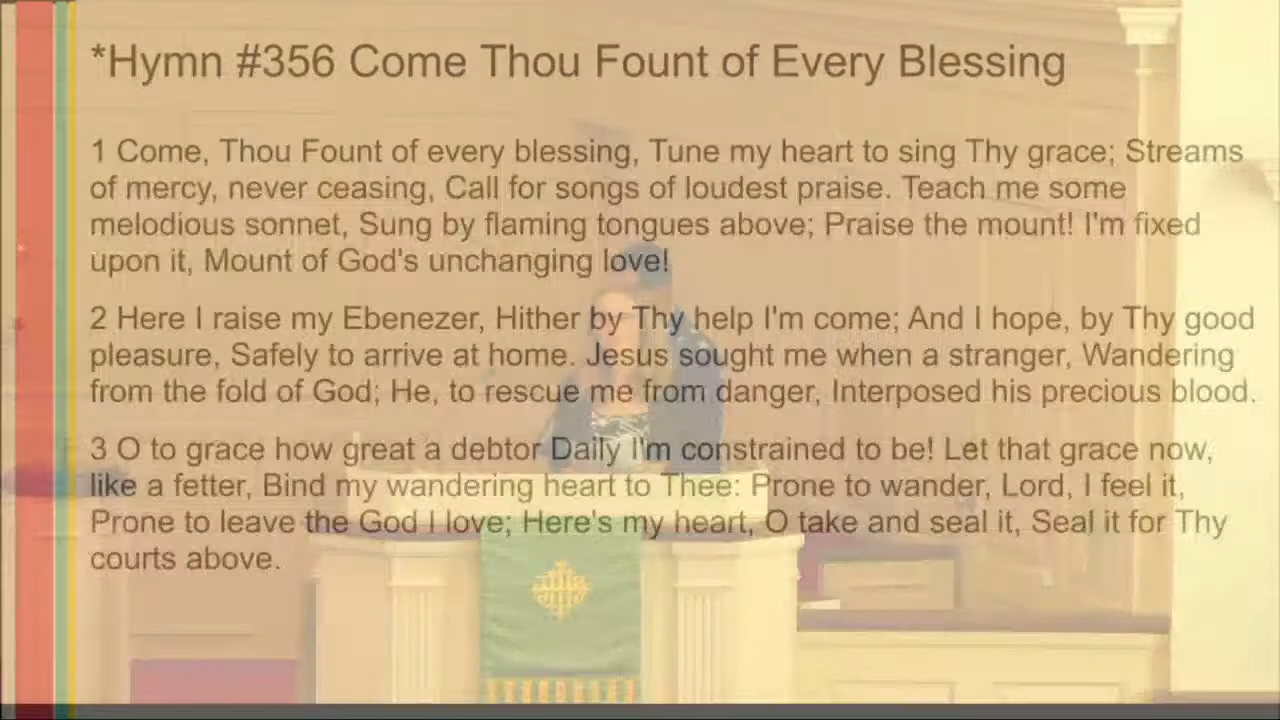 *Hymn #356 Come Thou Fount of Every Blessing
1 Come, Thou Fount of every blessing, Tune my heart to sing Thy grace; Streams
of mercy, never ceasing, Call for songs of loudest praise. Teach me some
melodious sonnet, Sung by flaming tongues above; Praise the mount! I'm fixed
upon it, Mount of God's unchanging love!
2 Here I raise my Ebenezer, Hither by Thy help I'm come; And I hope, by Thy good
pleasure, Safely to arrive at home. Jesus sought me when a stranger, Wandering
from the fold of God; He, to rescue me from danger, Interposed his precious blood.
3 O to grace how great a debtor Daily I'm constrained to be! Let that grace now,
like a fetter, Bind my wandering heart to Thee: Prone to wander, Lord, I feel it,
Prone to leave the God I love; Here's my heart, O take and seal it, Seal it for Thy
courts above.